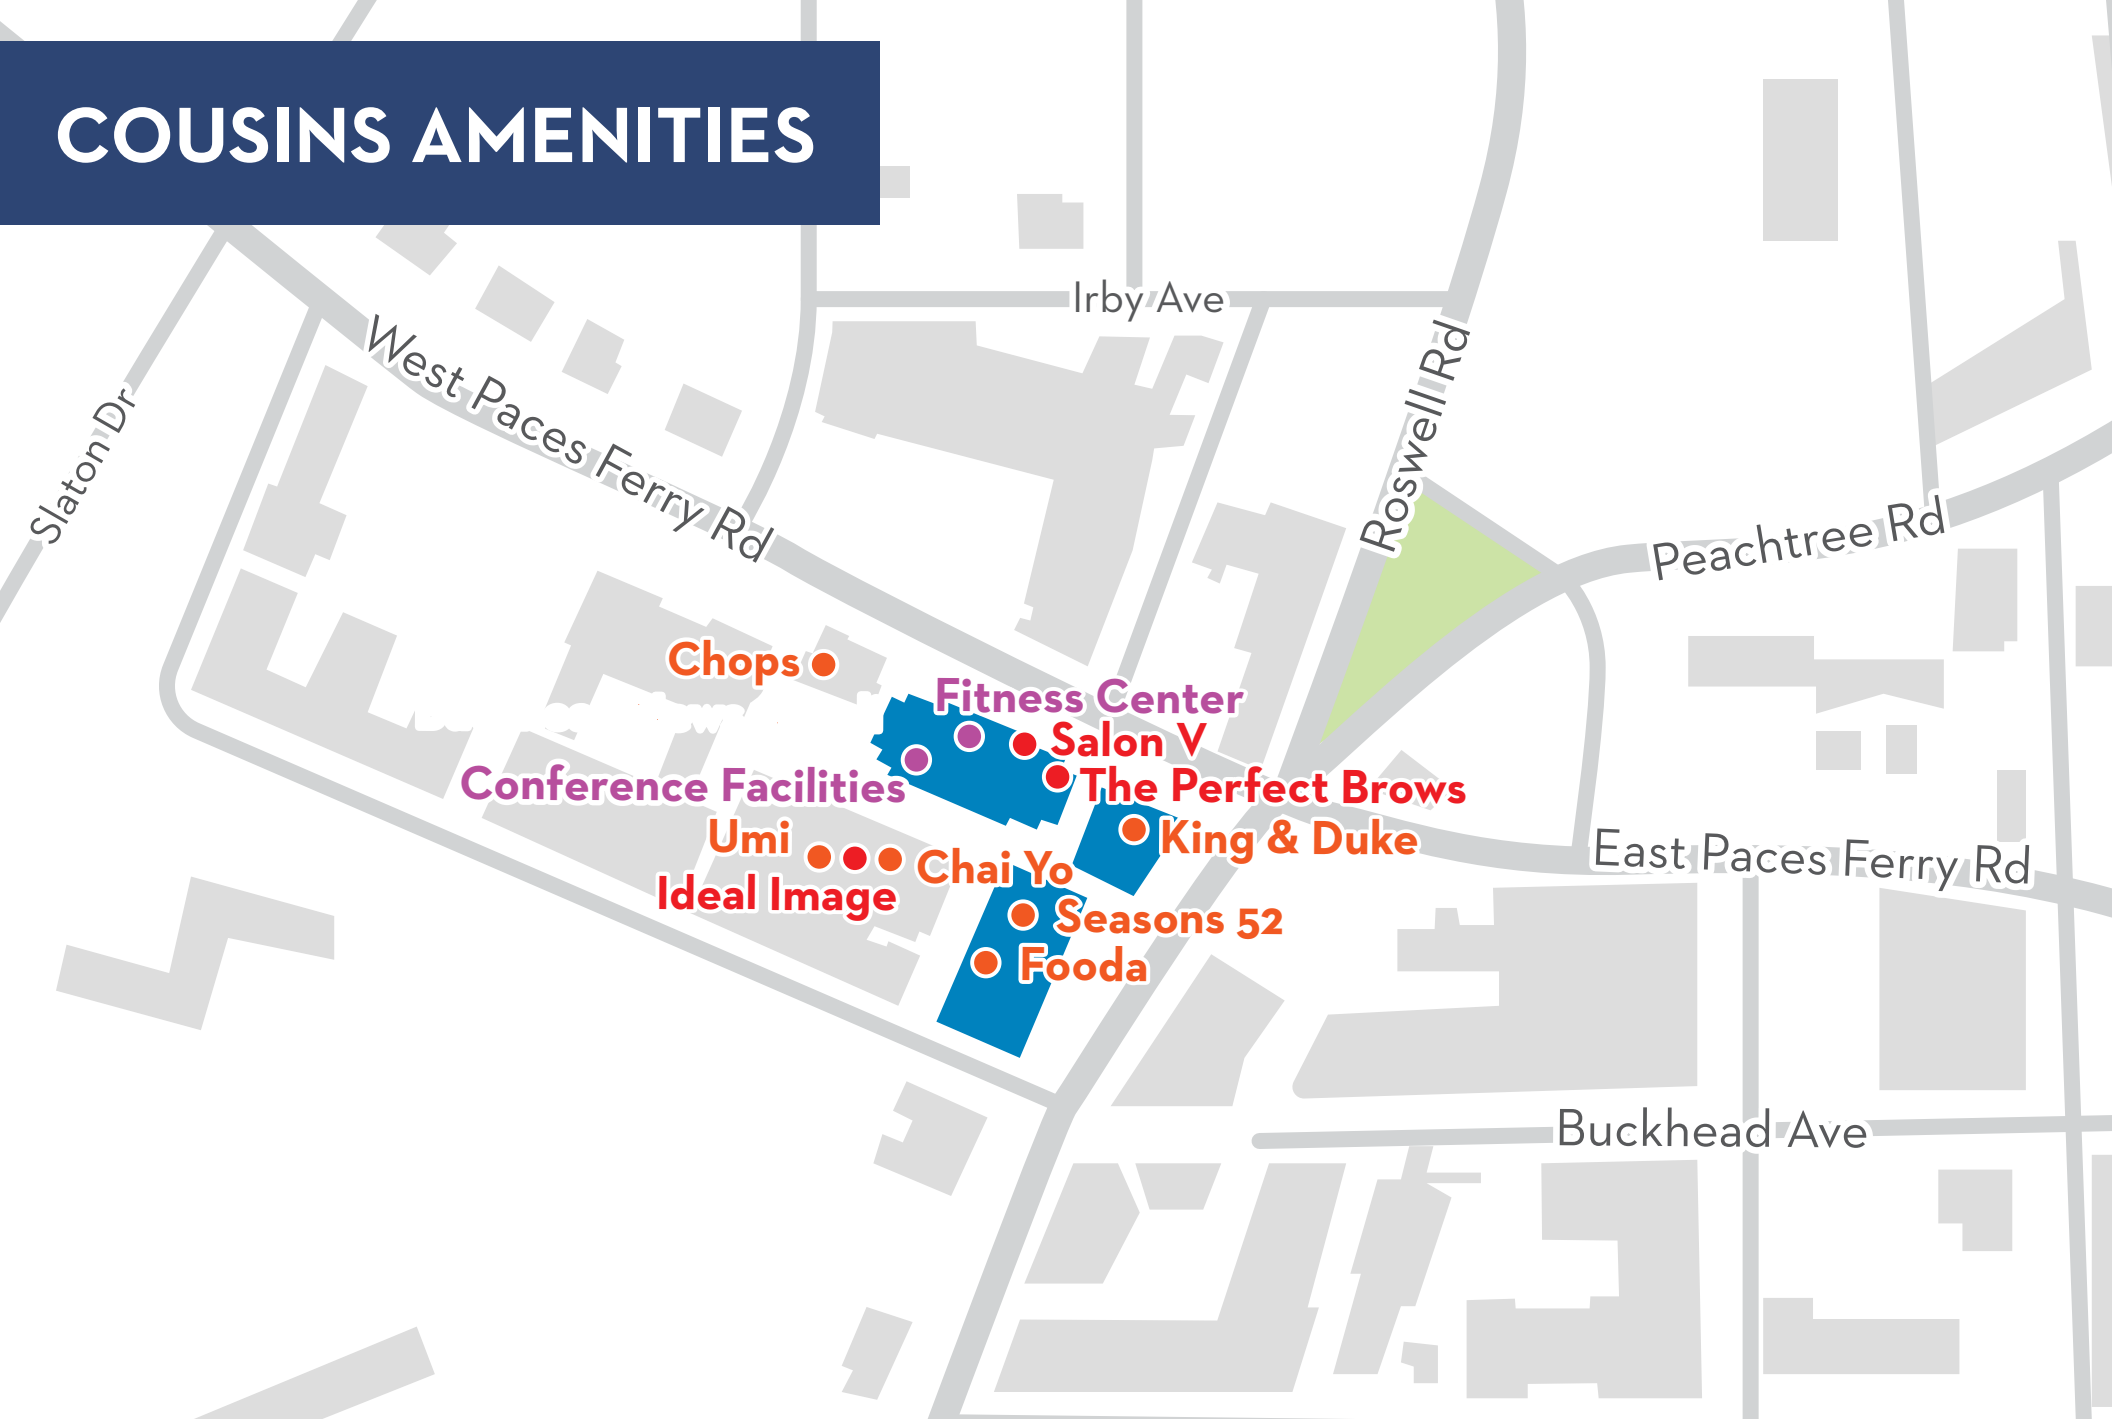 COUSINS AMENITIES
Irby Ave
West Paces Ferry Rd
Slaton Dr
Roswell Rd
Peachtree Rd
Chops
Fitness Center
Salon V
Conference Facilities
The Perfect Brows
Umi
King & Duke
Chai Yo
Ideal Image
Seasons 52
Fooda
East Paces Ferry Rd
Buckhead Ave